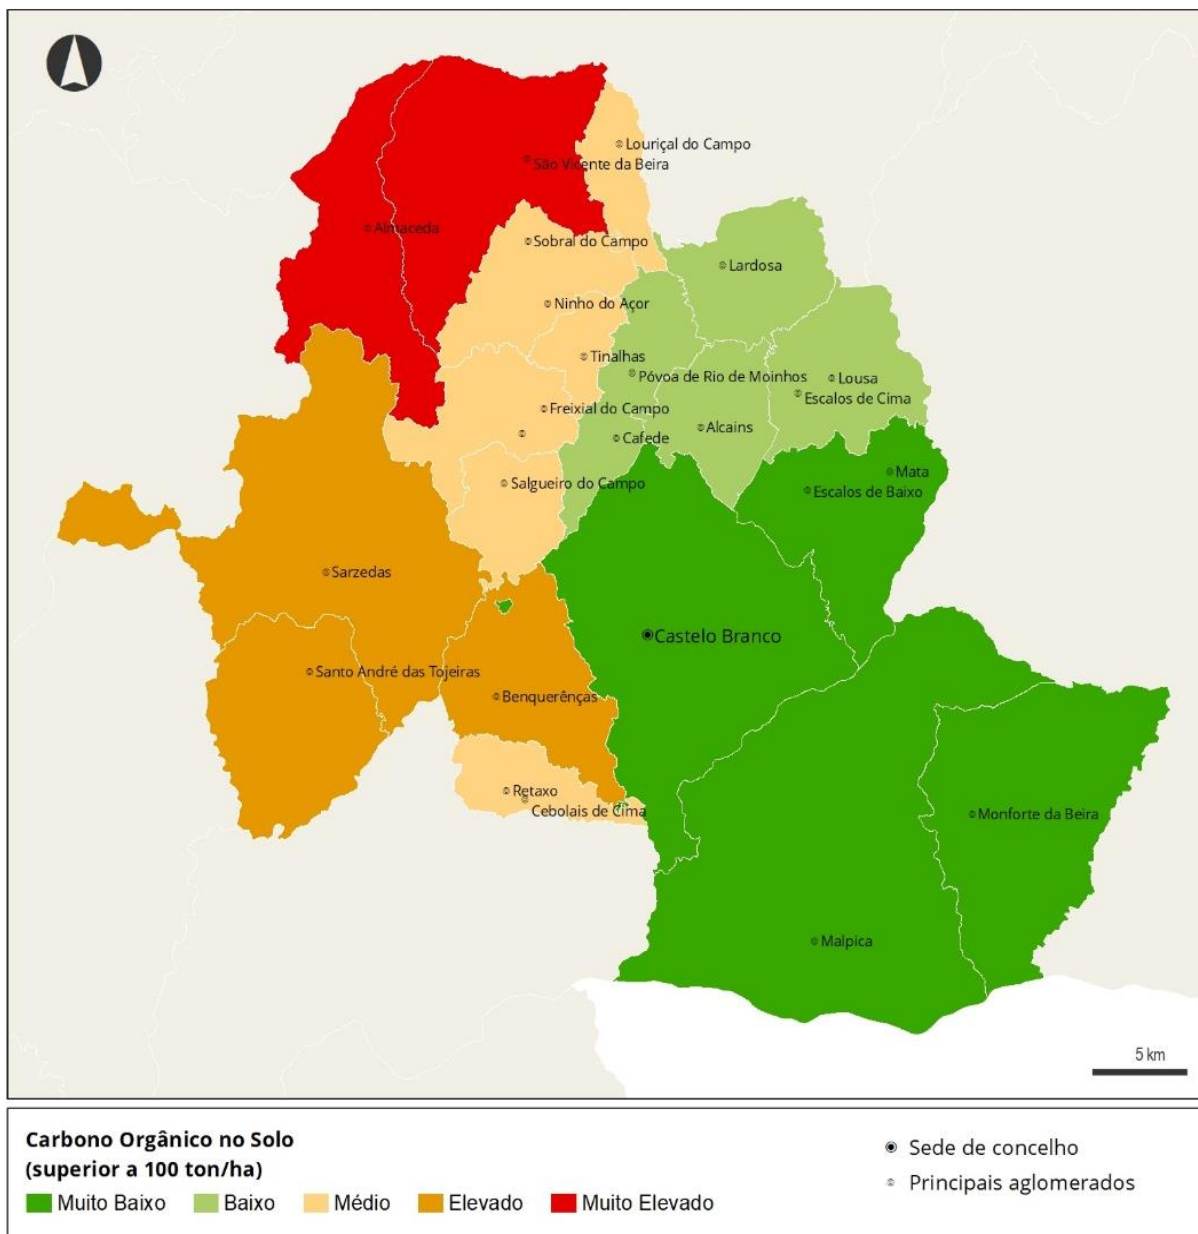 Louriçal do Campo
São Vicente da Beira
Almaceda
Sobral do Campo
Lardosa
Ninho do Açor
Tinalhas
Póvoa de Rio de Moinhos
Lousa
Escalos de Cima
Freixial do Campo
Alcains
Cafede
Mata
Salgueiro do Campo
Escalos de Baixo
Sarzedas
Castelo Branco
Santo André das Tojeiras
Benquerênças
Retaxo
Cebolais de Cima
Monforte da Beira
Malpica
5 km
Carbono Orgânico no Solo
(superior a 100 ton/ha)
Muito Baixo Baixo Médio Elevado Muito Elevado
Sede de concelho
Principais aglomerados